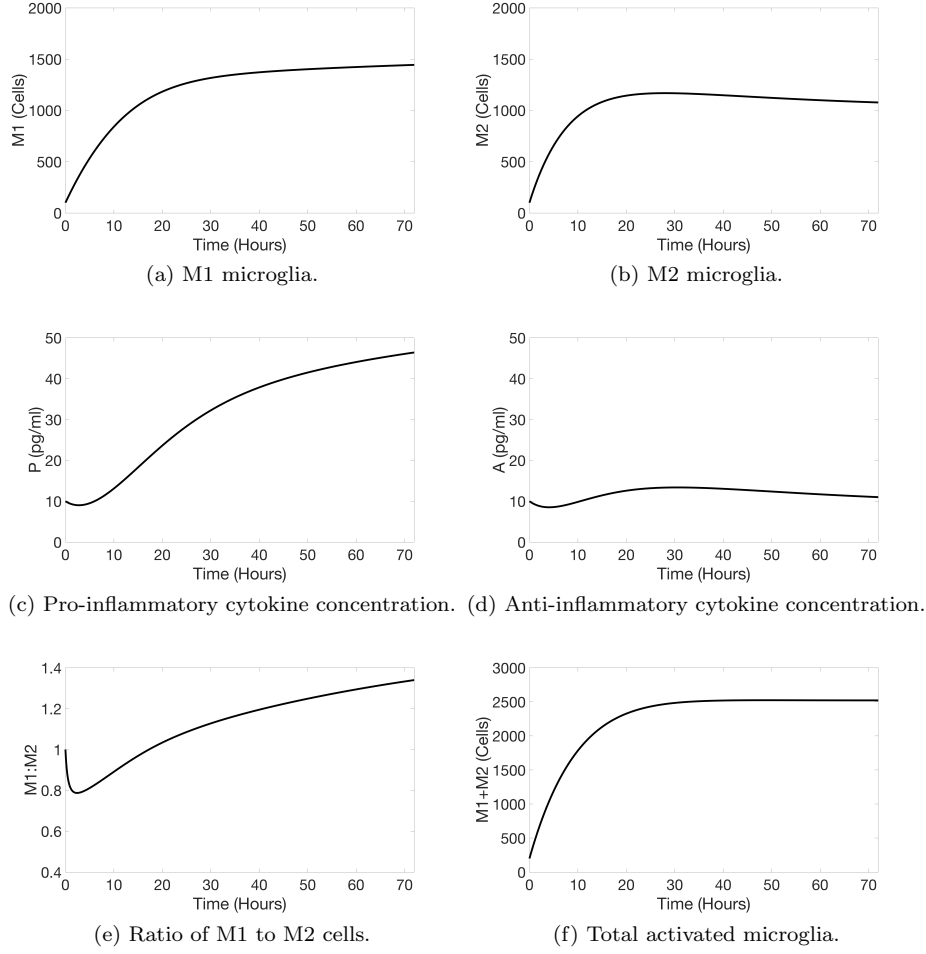 2000
1500
1000
500
0
M1 (Cells)
0 10 20 30 40 50 60 70
Time (Hours)
(a) M1 microglia.
2000
1500
1000
500
0
M2 (Cells)
0 10 20 30 40 50 60 70
Time (Hours)
(b) M2 microglia.
50
40
30
20
10
0
P (pg/ml)
0 10 20 30 40 50 60 70
Time (Hours)
(c) Pro-inflammatory cytokine concentration.
50
40
30
20
10
0
A (pg/ml)
0 10 20 30 40 50 60 70
Time (Hours)
(d) Anti-inflammatory cytokine concentration.
1.4
1.2
1
0.8
0.6
0.4
M1:M2
0 10 20 30 40 50 60 70
Time (Hours)
(e) Ratio of M1 to M2 cells.
3000
2500
2000
1500
1000
500
0
M1+M2 (Cells)
0 10 20 30 40 50 60 70
Time (Hours)
(f) Total activated microglia.